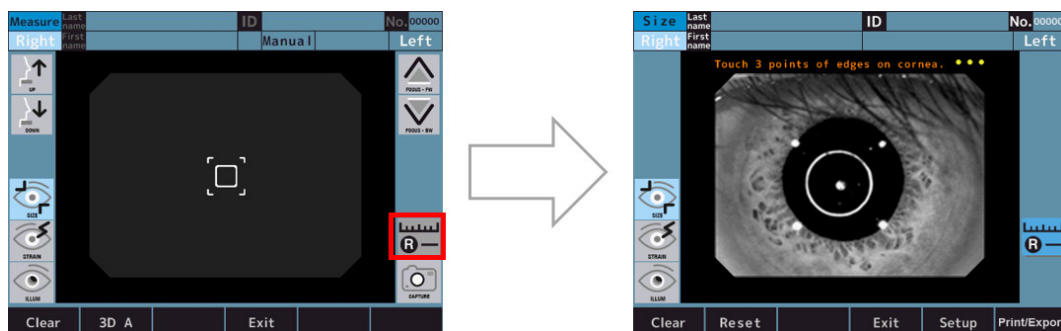 Measure Last name ID No. 00000
Right First name Manual Left
UP
FOCUS - FW
DOWN
FOCUS - BW
SIZE
STRAIN
R
ILLUM
CAPTURE
Clear 3D A Exit
Size Last name ID No. 00000
Right First name Left
Touch 3 points of edges on cornea.
SIZE
STRAIN
R
ILLUM
Clear Reset Exit Setup Print/Expor